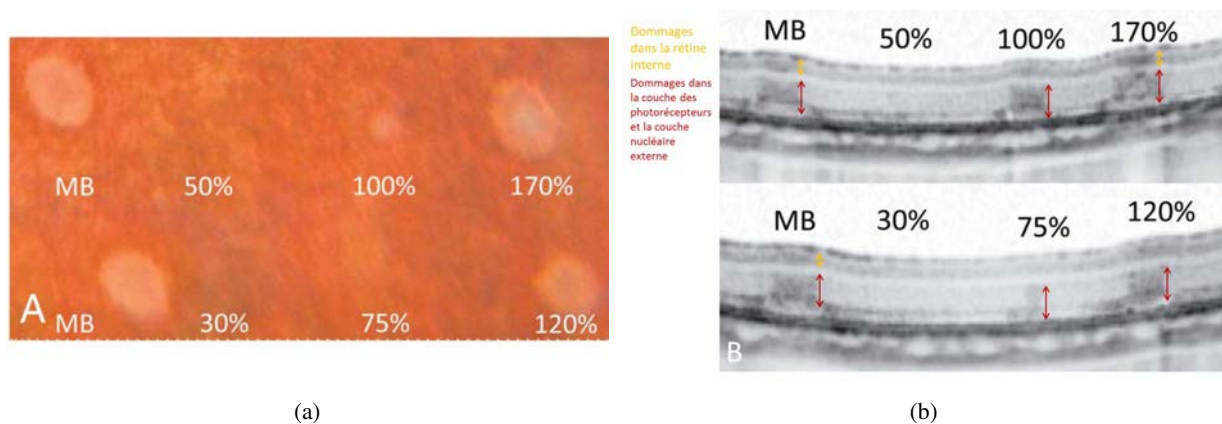 MB 50% 100% 170%
A MB 30% 75% 120%
(a)
Dommages
dans la rétine
interne
Dommages dans
la couche des
photorécepteurs
et la couche
nucléaire
externe
MB 50% 100% 170%
MB 30% 75% 120%
B
(b)